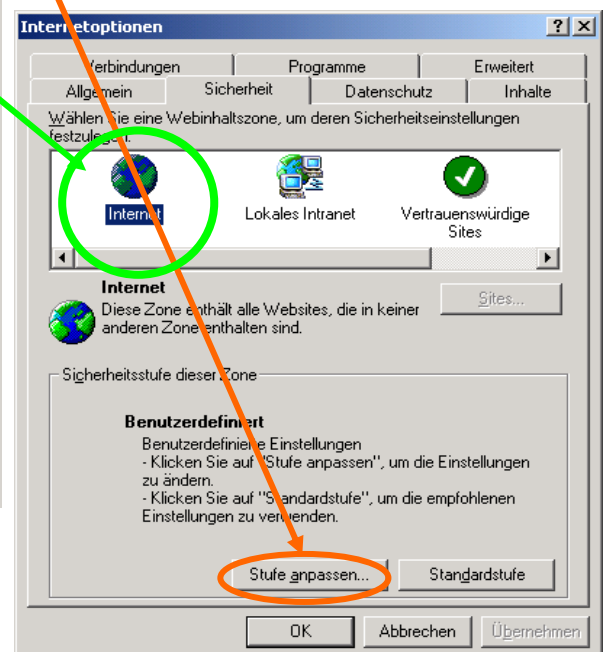 Internetoptionen
Verbindungen Programme Erweitert
Allgemein Sicherheit Datenschutz Inhalte
Wählen Sie eine Webinhaltszone, um deren Sicherheitseinstellungen
festzulegen.
Internet Lokales Intranet Vertrauenswürdige
Sites
Internet
Diese Zone enthält alle Websites, die in keiner
anderen Zone enthalten sind.
Sites...
Sicherheitsstufe dieser Zone
Benutzerdefiniert
Benutzerdefinierte Einstellungen
- Klicken Sie auf "Stufe anpassen", um die Einstellungen
zu ändern.
- Klicken Sie auf "Standardstufe", um die empfohlenen
Einstellungen zu verwenden.
Stufe anpassen... Standardstufe
OK Abbrechen Übernehmen